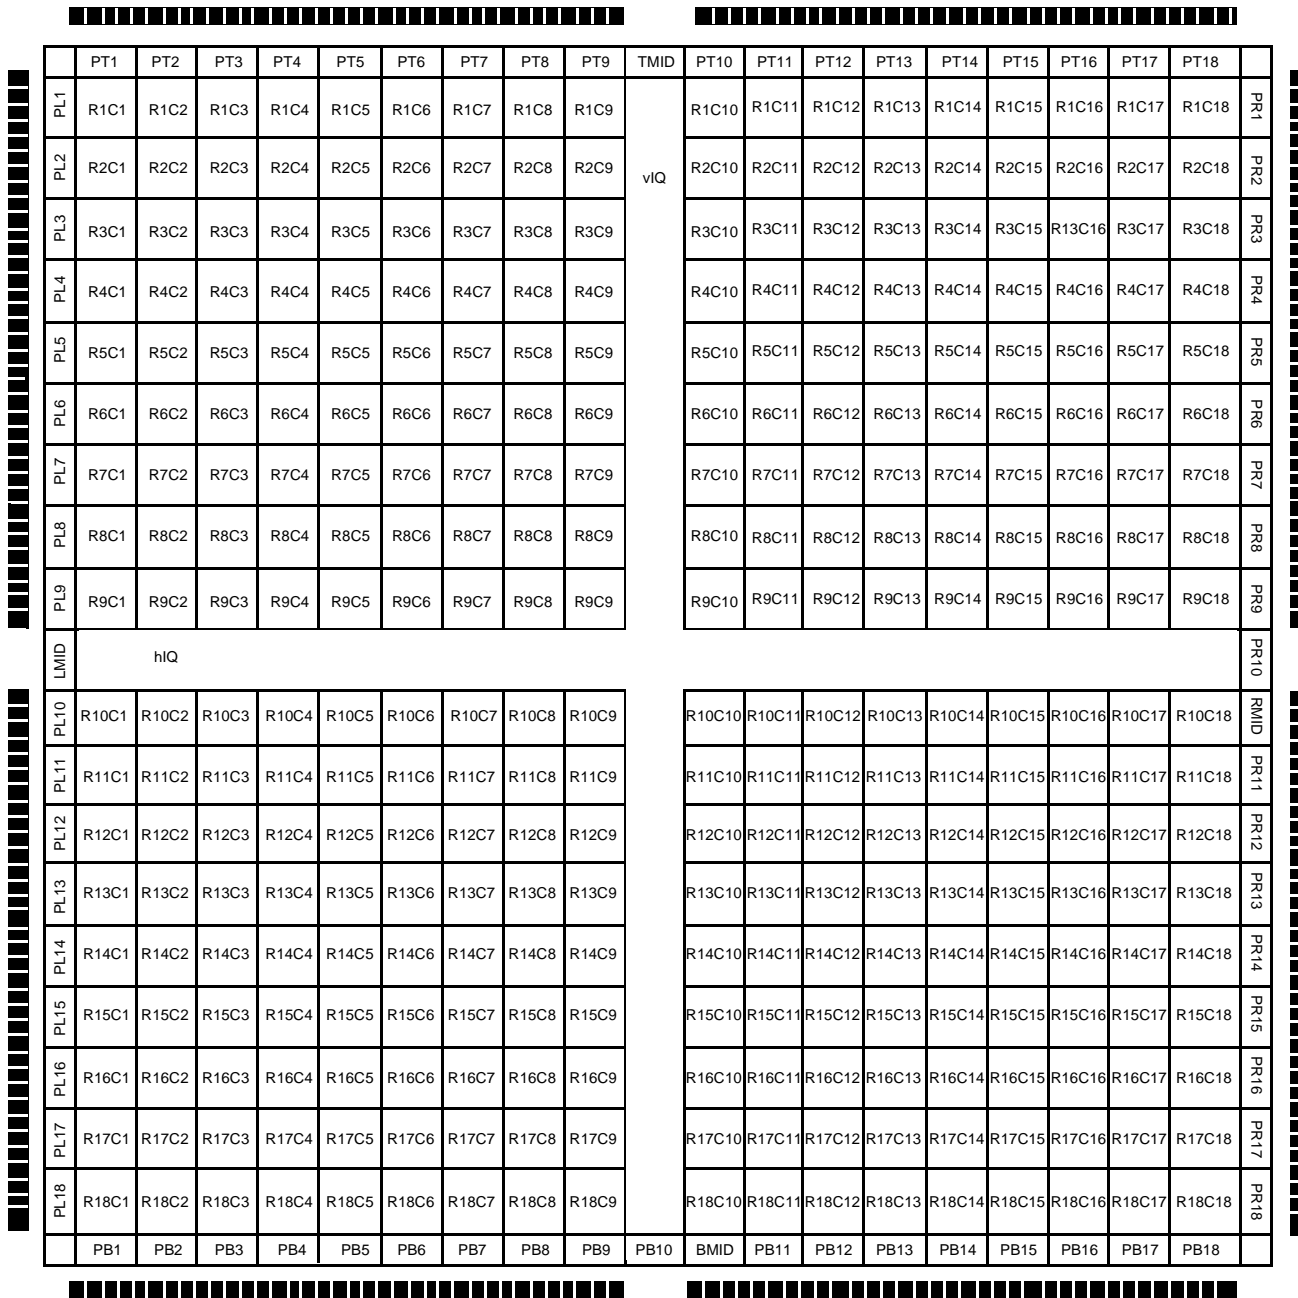 PT1 PT2 PT3 PT4 PT5 PT6 PT7 PT8 PT9 TMID PT10 PT11 PT12 PT13 PT14 PT15 PT16 PT17 PT18
PL1 R1C1 R1C2 R1C3 R1C4 R1C5 R1C6 R1C7 R1C8 R1C9 R1C10 R1C11 R1C12 R1C13 R1C14 R1C15 R1C16 R1C17 R1C18 PR1
PL2 R2C1 R2C2 R2C3 R2C4 R2C5 R2C6 R2C7 R2C8 R2C9 vIQ R2C10 R2C11 R2C12 R2C13 R2C14 R2C15 R2C16 R2C17 R2C18 PR2
PL3 R3C1 R3C2 R3C3 R3C4 R3C5 R3C6 R3C7 R3C8 R3C9 R3C10 R3C11 R3C12 R3C13 R3C14 R3C15 R13C16 R3C17 R3C18 PR3
PL4 R4C1 R4C2 R4C3 R4C4 R4C5 R4C6 R4C7 R4C8 R4C9 R4C10 R4C11 R4C12 R4C13 R4C14 R4C15 R4C16 R4C17 R4C18 PR4
PL5 R5C1 R5C2 R5C3 R5C4 R5C5 R5C6 R5C7 R5C8 R5C9 R5C10 R5C11 R5C12 R5C13 R5C14 R5C15 R5C16 R5C17 R5C18 PR5
PL6 R6C1 R6C2 R6C3 R6C4 R6C5 R6C6 R6C7 R6C8 R6C9 R6C10 R6C11 R6C12 R6C13 R6C14 R6C15 R6C16 R6C17 R6C18 PR6
PL7 R7C1 R7C2 R7C3 R7C4 R7C5 R7C6 R7C7 R7C8 R7C9 R7C10 R7C11 R7C12 R7C13 R7C14 R7C15 R7C16 R7C17 R7C18 PR7
PL8 R8C1 R8C2 R8C3 R8C4 R8C5 R8C6 R8C7 R8C8 R8C9 R8C10 R8C11 R8C12 R8C13 R8C14 R8C15 R8C16 R8C17 R8C18 PR8
PL9 R9C1 R9C2 R9C3 R9C4 R9C5 R9C6 R9C7 R9C8 R9C9 R9C10 R9C11 R9C12 R9C13 R9C14 R9C15 R9C16 R9C17 R9C18 PR9
LMID hIQ PR10
PL10 R10C1 R10C2 R10C3 R10C4 R10C5 R10C6 R10C7 R10C8 R10C9 R10C10 R10C11 R10C12 R10C13 R10C14 R10C15 R10C16 R10C17 R10C18 RMID
PL11 R11C1 R11C2 R11C3 R11C4 R11C5 R11C6 R11C7 R11C8 R11C9 R11C10 R11C11 R11C12 R11C13 R11C14 R11C15 R11C16 R11C17 R11C18 PR11
PL12 R12C1 R12C2 R12C3 R12C4 R12C5 R12C6 R12C7 R12C8 R12C9 R12C10 R12C11 R12C12 R12C13 R12C14 R12C15 R12C16 R12C17 R12C18 PR12
PL13 R13C1 R13C2 R13C3 R13C4 R13C5 R13C6 R13C7 R13C8 R13C9 R13C10 R13C11 R13C12 R13C13 R13C14 R13C15 R13C16 R13C17 R13C18 PR13
PL14 R14C1 R14C2 R14C3 R14C4 R14C5 R14C6 R14C7 R14C8 R14C9 R14C10 R14C11 R14C12 R14C13 R14C14 R14C15 R14C16 R14C17 R14C18 PR14
PL15 R15C1 R15C2 R15C3 R15C4 R15C5 R15C6 R15C7 R15C8 R15C9 R15C10 R15C11 R15C12 R15C13 R15C14 R15C15 R15C16 R15C17 R15C18 PR15
PL16 R16C1 R16C2 R16C3 R16C4 R16C5 R16C6 R16C7 R16C8 R16C9 R16C10 R16C11 R16C12 R16C13 R16C14 R16C15 R16C16 R16C17 R16C18 PR16
PL17 R17C1 R17C2 R17C3 R17C4 R17C5 R17C6 R17C7 R17C8 R17C9 R17C10 R17C11 R17C12 R17C13 R17C14 R17C15 R17C16 R17C17 R17C18 PR17
PL18 R18C1 R18C2 R18C3 R18C4 R18C5 R18C6 R18C7 R18C8 R18C9 R18C10 R18C11 R18C12 R18C13 R18C14 R18C15 R18C16 R18C17 R18C18 PR18
PB1 PB2 PB3 PB4 PB5 PB6 PB7 PB8 PB9 PB10 BMID PB11 PB12 PB13 PB14 PB15 PB16 PB17 PB18